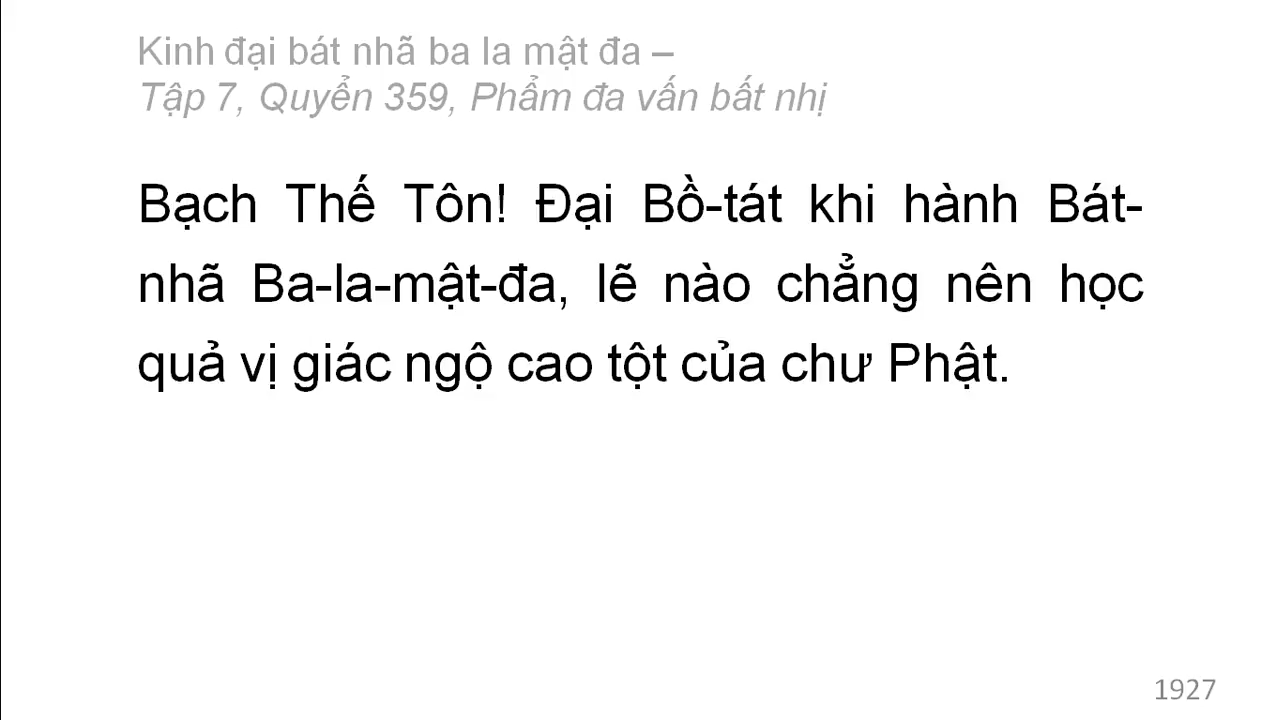 Kinh đại bát nhã ba la mật đa –
Tập 7, Quyển 359, Phẩm đa vấn bất nhị
Bạch Thế Tôn! Đại Bồ-tát khi hành Bát-
nhã Ba-la-mật-đa, lẽ nào chẳng nên học
quả vị giác ngộ cao tột của chư Phật.
1927